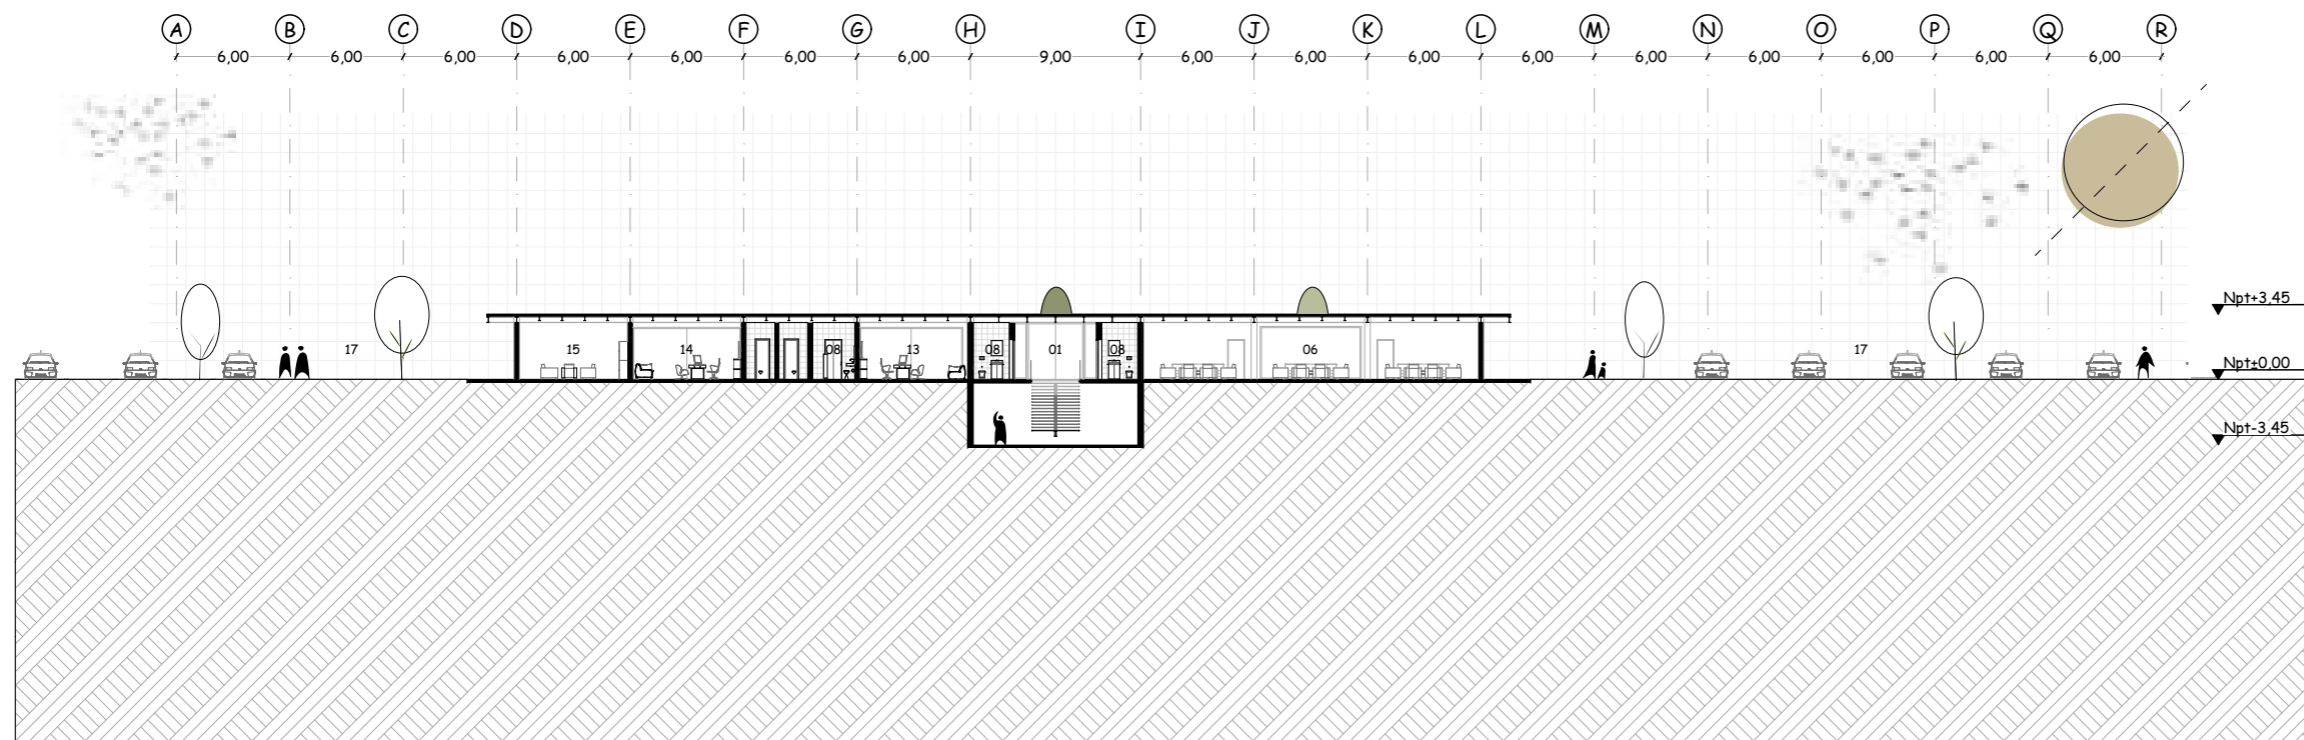 A B C D E F G H I J K L M N O P Q R
6,00 6,00 6,00 6,00 6,00 6,00 6,00 9,00 6,00 6,00 6,00 6,00 6,00 6,00 6,00 6,00 6,00
Npt+3,45
17 15 14 08 13 08 01 08 06 17
Npt±0,00
Npt-3,45